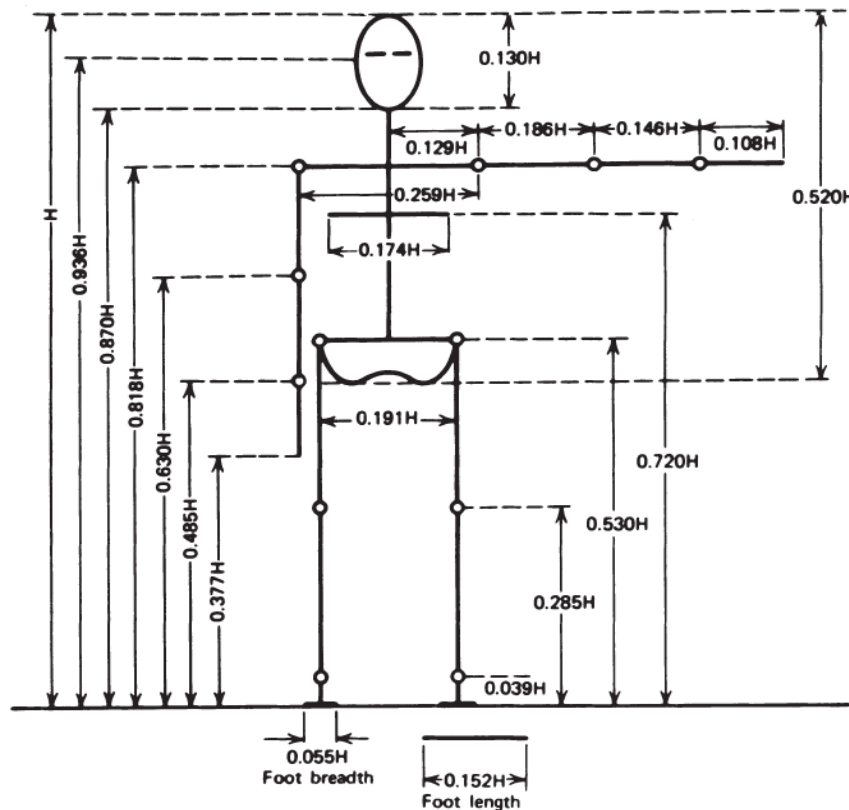 0.130H
0.186H
0.146H
0.129H
0.108H
0.259H
0.520H
H
0.936H
0.174H
0.870H
0.818H
0.191H
0.630H
0.720H
0.485H
0.530H
0.377H
0.285H
0.039H
0.055H
Foot breadth
0.152H
Foot length